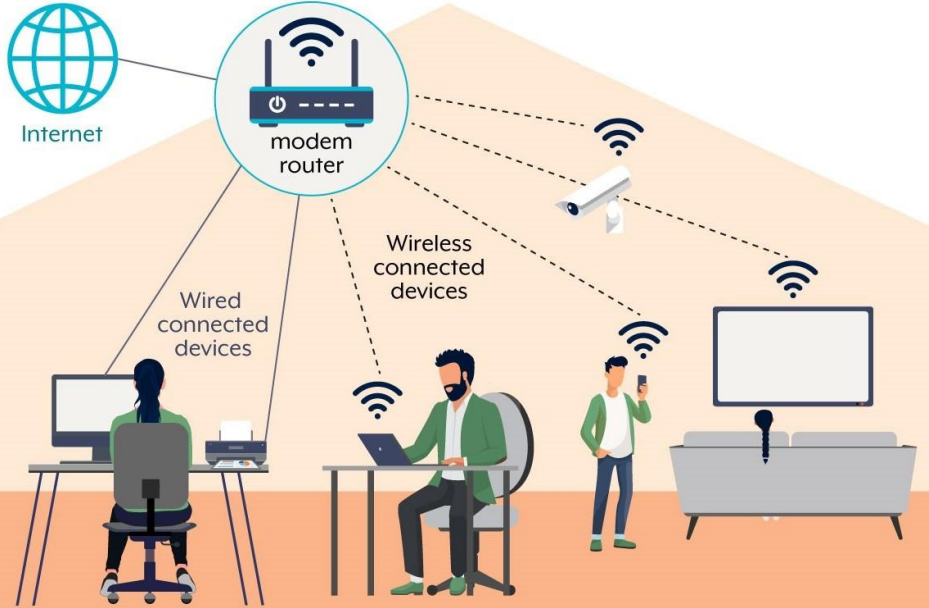 Internet
modem
router
Wireless
connected
devices
Wired
connected
devices